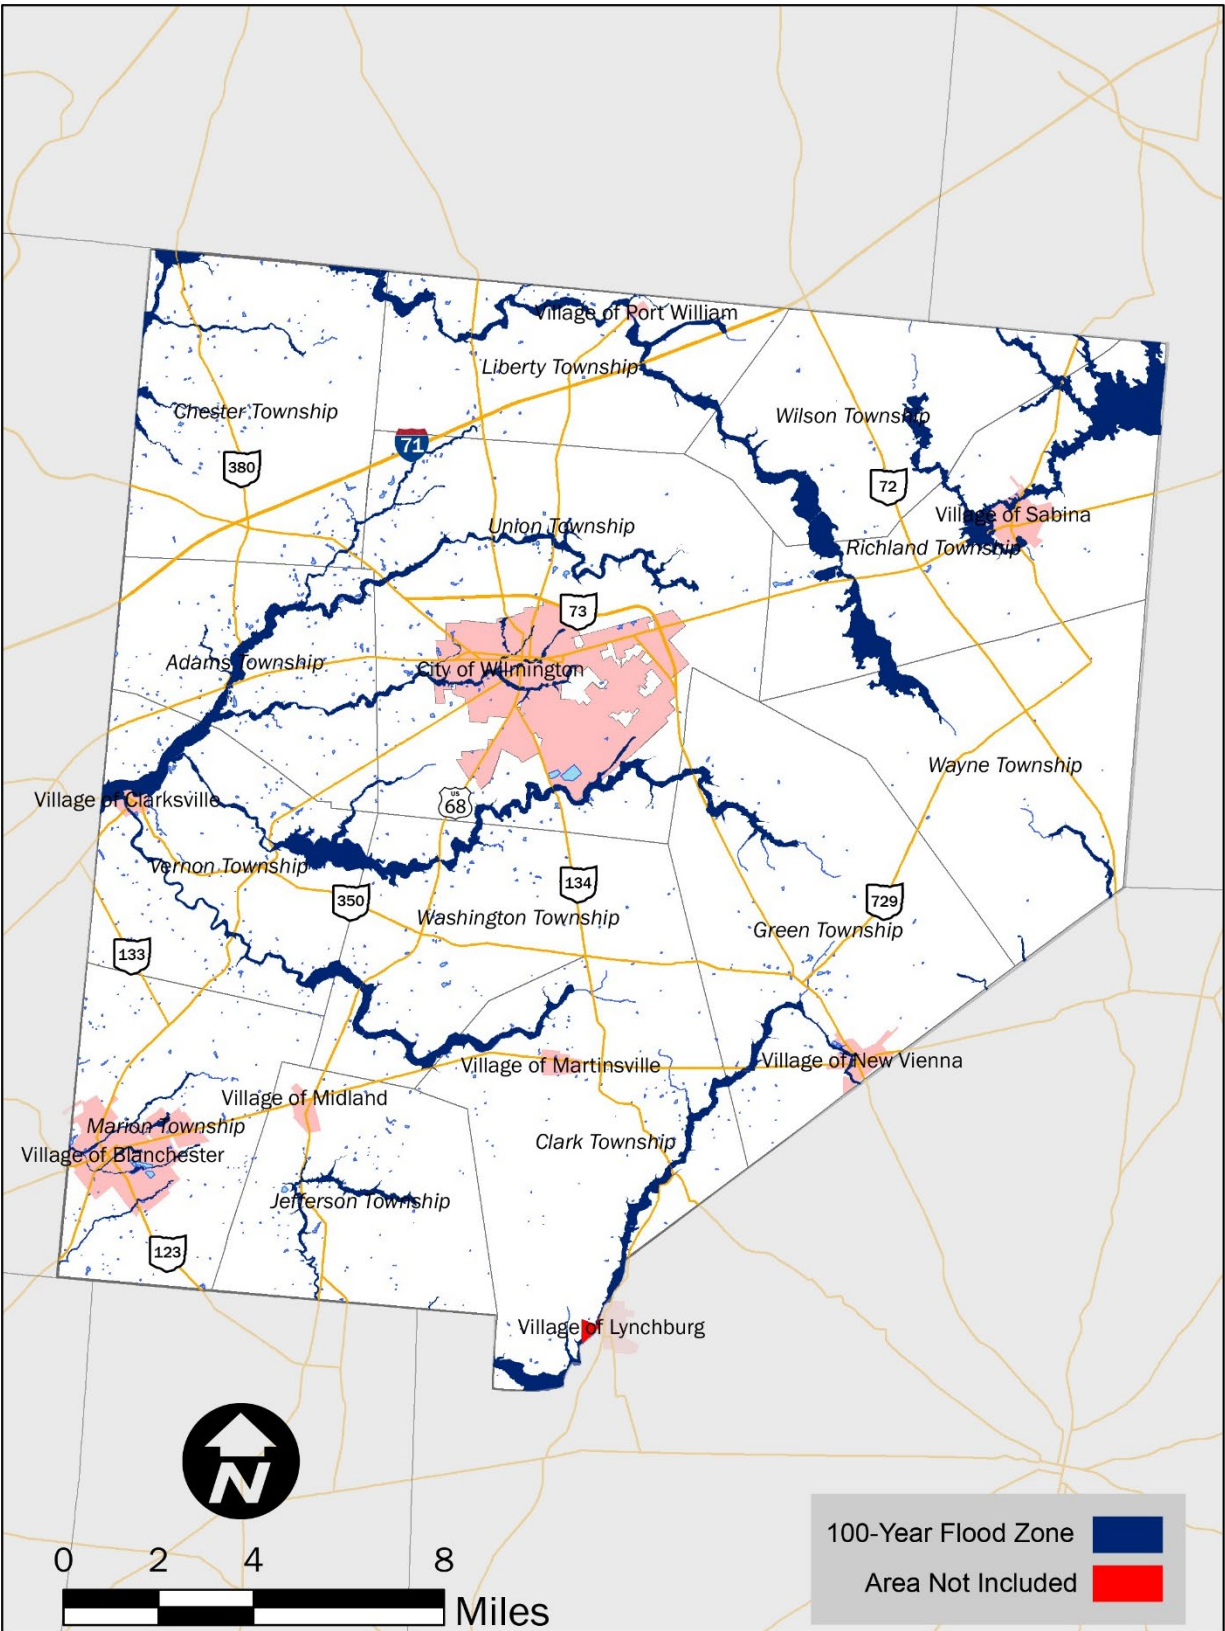 Village of Port William
Liberty Township
Chester Township
Wilson Township
71
380
72
Village of Sabina
Union Township
Richland Township
73
Adams Township
City of Wilmington
Wayne Township
Village of Clarksville
US
68
Vernon Township
134
350
729
Washington Township
Green Township
133
Village of Martinsville
Village of New Vienna
Village of Midland
Marion Township
Clark Township
Village of Blanchester
Jefferson Township
123
Village of Lynchburg
N
100-Year Flood Zone
Area Not Included
0 2 4 8
Miles